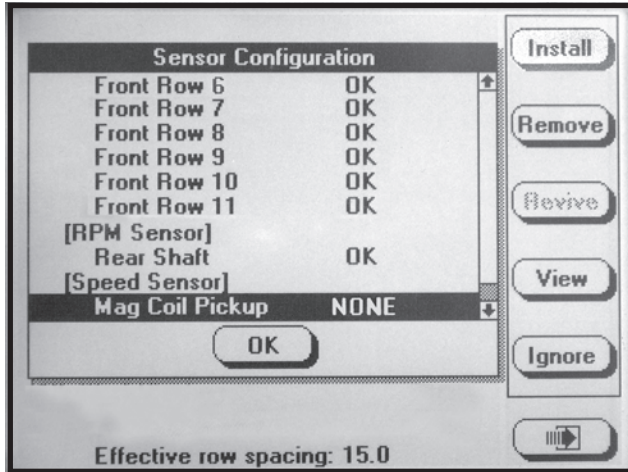 Sensor Configuration
Front Row 6 OK
Front Row 7 OK
Front Row 8 OK
Front Row 9 OK
Front Row 10 OK
Front Row 11 OK
[RPM Sensor]
Rear Shaft OK
[Speed Sensor]
Mag Coil Pickup NONE
OK
Effective row spacing: 15.0
Install
Remove
Revive
View
Ignore